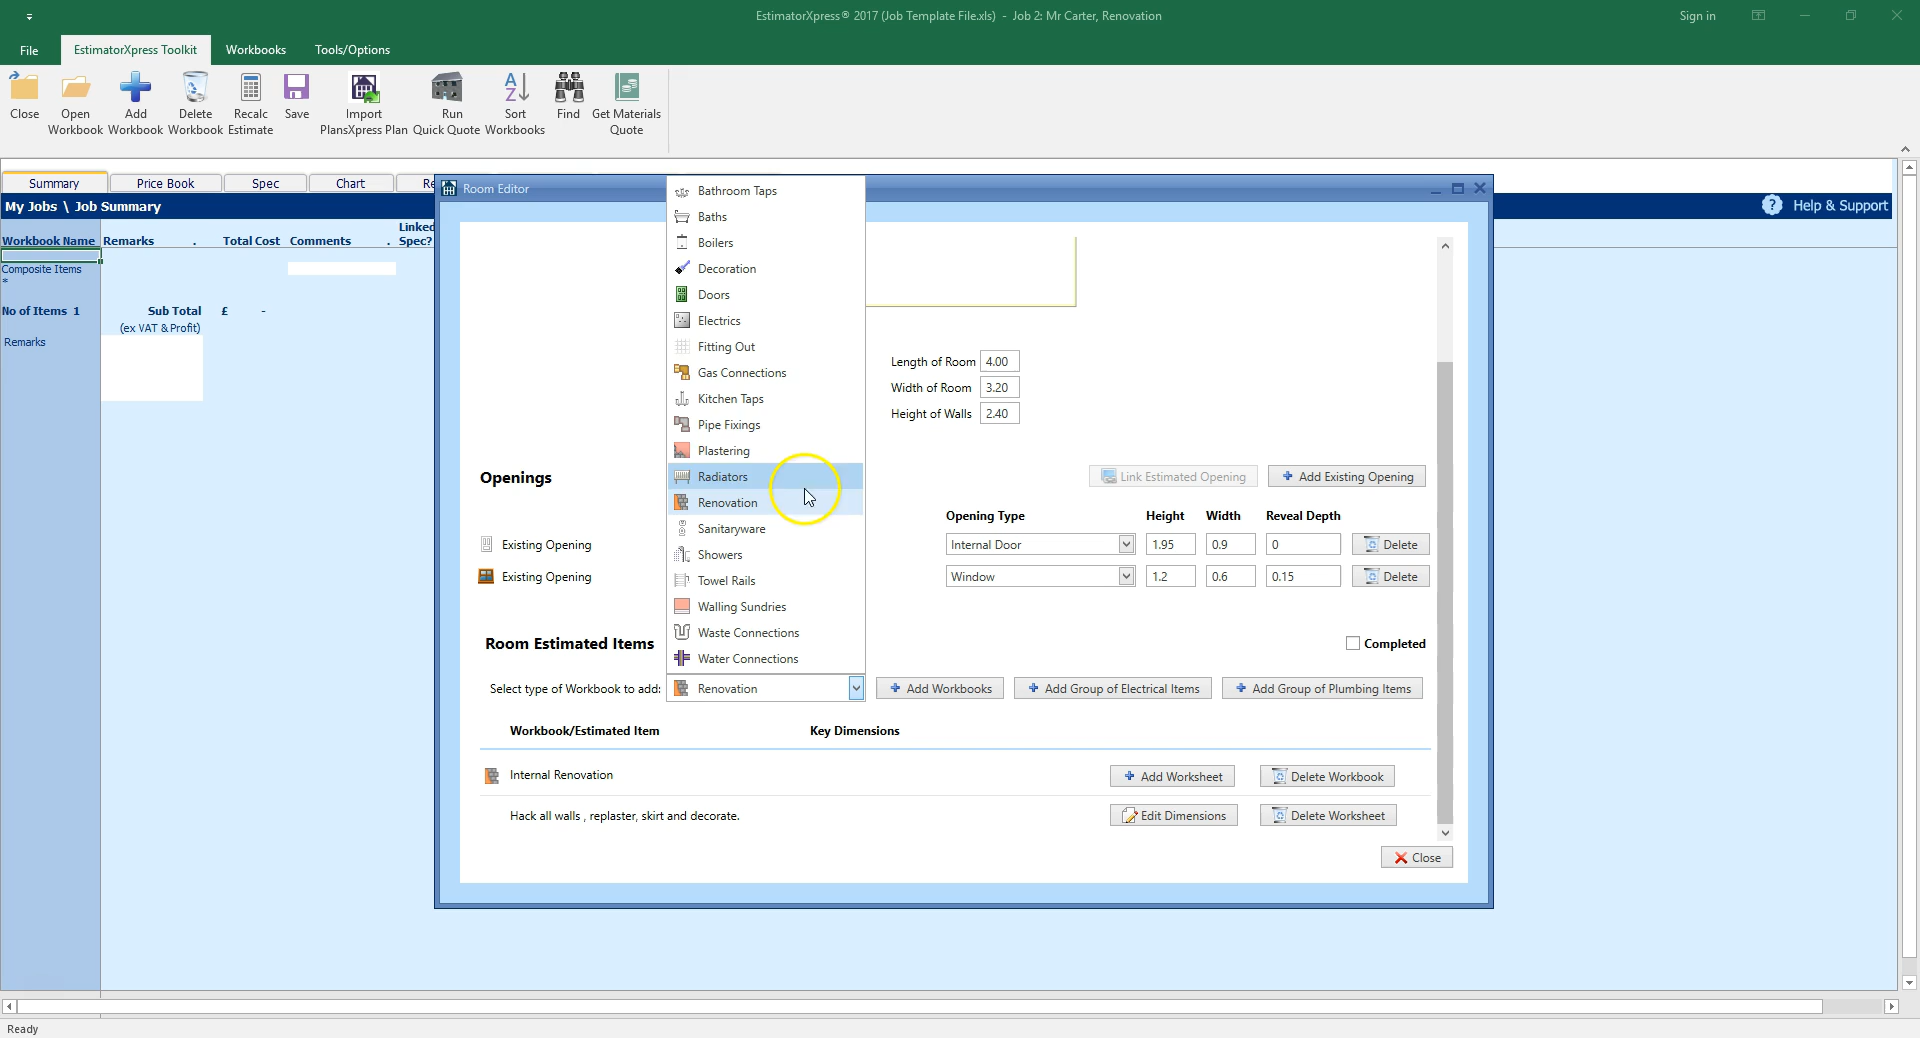 EstimatorXpress® 2017 (Job Template File.xls) - Job 2: Mr Carter, Renovation
Sign in
File
EstimatorXpress Toolkit
Workbooks
Tools/Options
Close
Open Workbook
Add Workbook
Delete Workbook
Recalc Estimate
Save
Import PlansXpress Plan
Run Quick Quote
Sort Workbooks
Find
Get Materials Quote
Summary
Price Book
Spec
Chart
Room Editor
My Jobs \ Job Summary
Help & Support
Workbook Name
Remarks .
Total Cost
Comments .
Linked Spec?
Composite Items
*
No of Items 1
Sub Total £ -
(ex VAT & Profit)
Remarks
Bathroom Taps
Baths
Boilers
Decoration
Doors
Electrics
Fitting Out
Gas Connections
Kitchen Taps
Pipe Fixings
Plastering
Radiators
Renovation
Sanitaryware
Showers
Towel Rails
Walling Sundries
Waste Connections
Water Connections
Length of Room 4.00
Width of Room 3.20
Height of Walls 2.40
Openings
Link Estimated Opening
Add Existing Opening
Opening Type Height Width Reveal Depth
Existing Opening Internal Door 1.95 0.9 0 Delete
Existing Opening Window 1.2 0.6 0.15 Delete
Room Estimated Items
Completed
Select type of Workbook to add: Renovation
Add Workbooks
Add Group of Electrical Items
Add Group of Plumbing Items
Workbook/Estimated Item Key Dimensions
Internal Renovation Add Worksheet Delete Workbook
Hack all walls , replaster, skirt and decorate. Edit Dimensions Delete Worksheet
Close
Ready